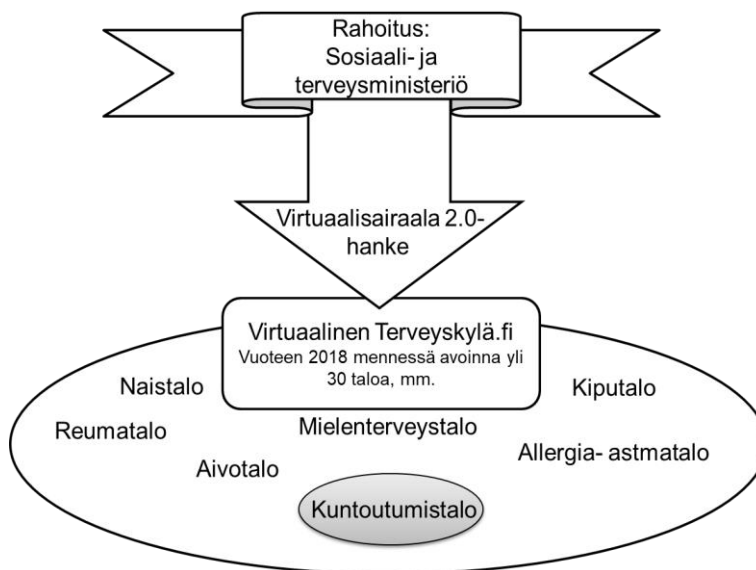 Rahoitus:
Sosiaali- ja
terveysministeriö
Virtuaalisairaala 2.0-
hanke
Virtuaalinen Terveyskylä.fi
Vuoteen 2018 mennessä avoinna yli
30 taloa, mm.
Naistalo
Kiputalo
Reumatalo
Mielenterveystalo
Allergia- astmatalo
Aivotalo
Kuntoutumistalo